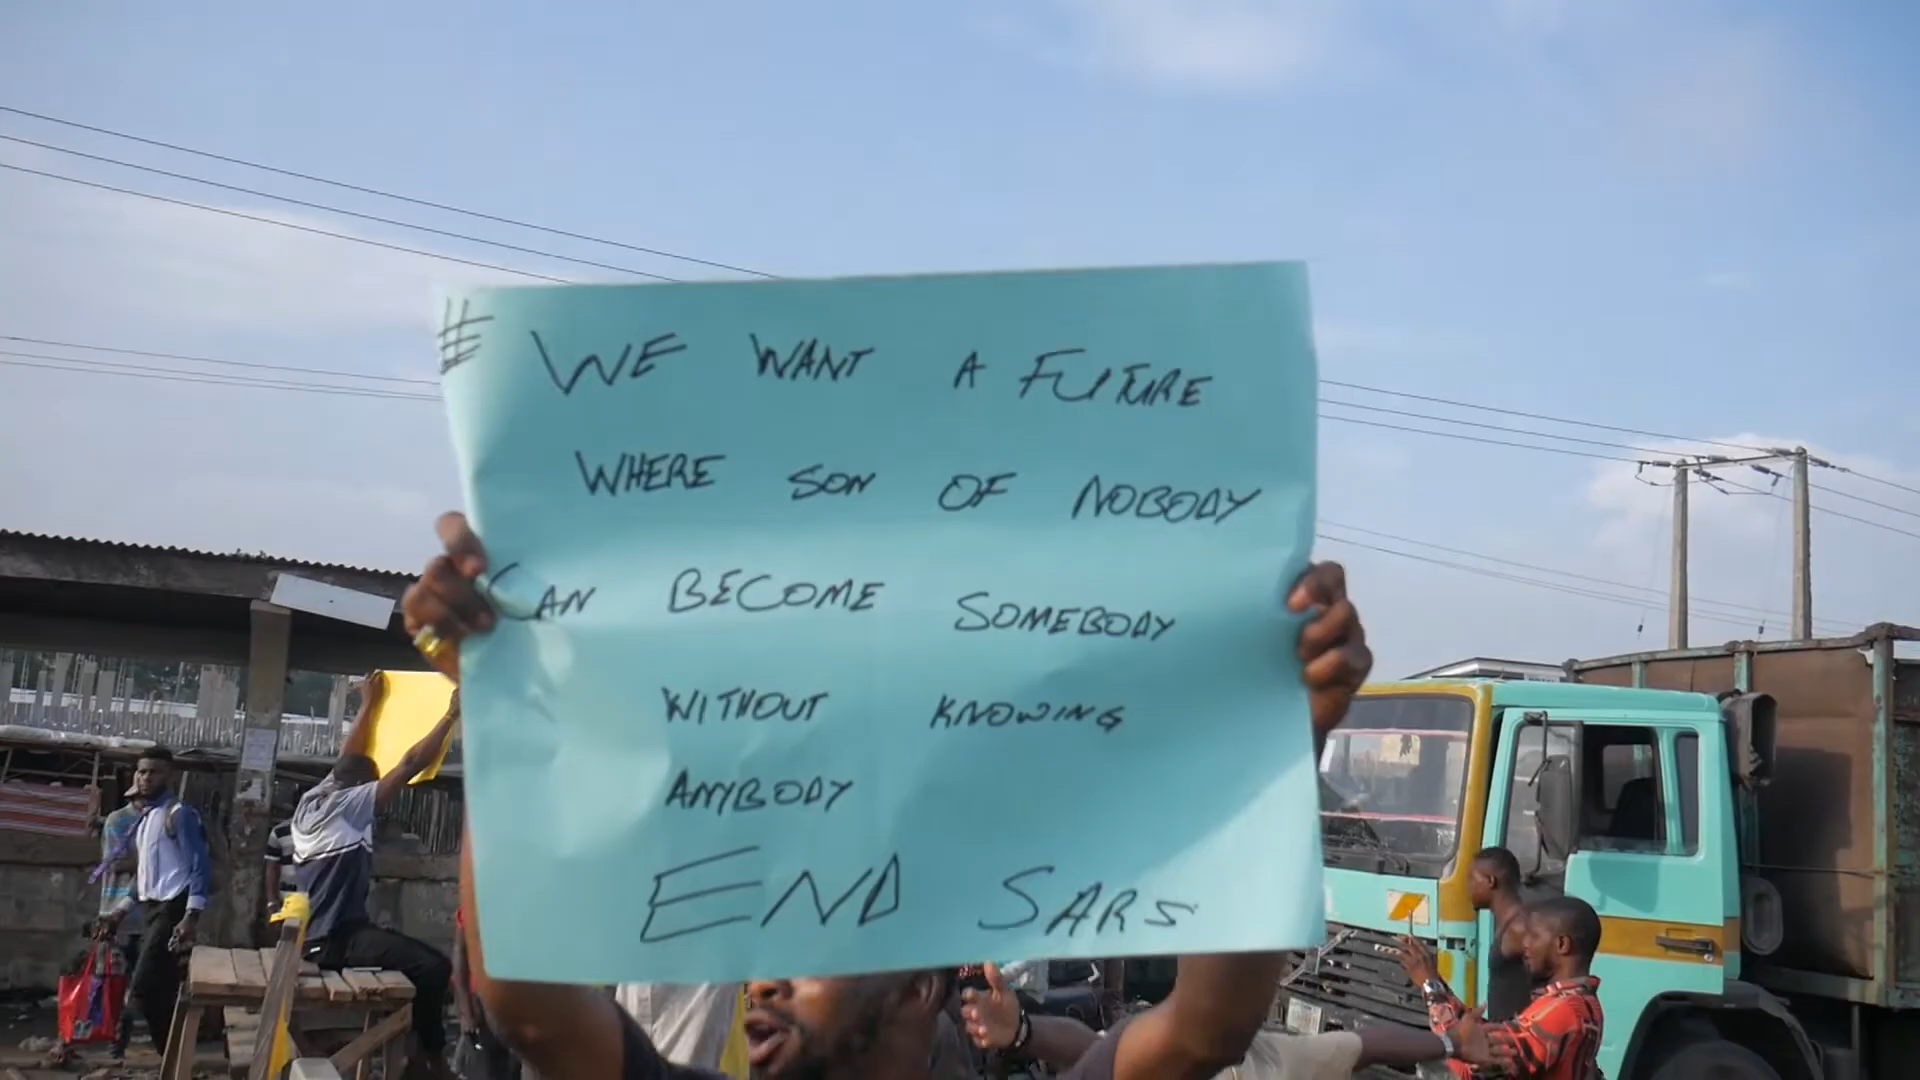 # WE WANT A FUTURE
WHERE SON OF NOBODY
CAN BECOME SOMEBODY
WITHOUT KNOWING
ANYBODY
END SARS